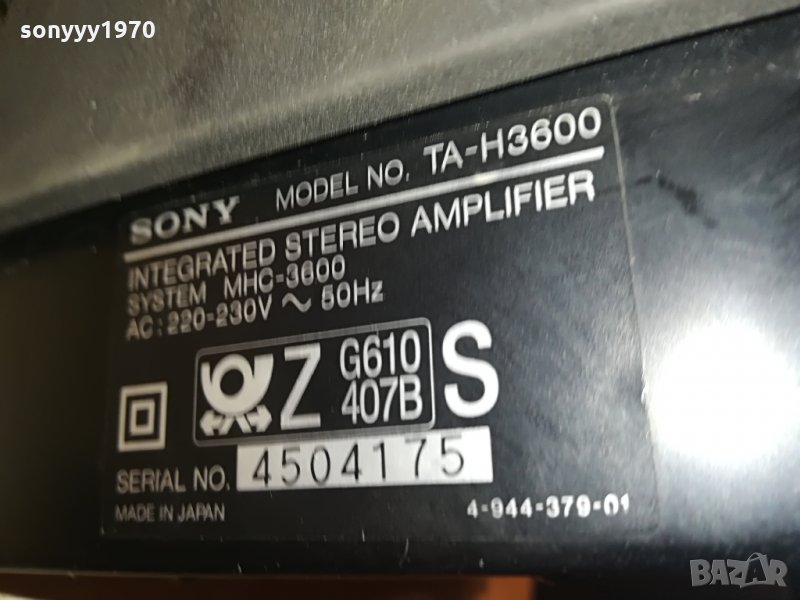 sonyyy1970
SONY MODEL NO. TA-H3600
INTEGRATED STEREO AMPLIFIER
SYSTEM MHC-3600
AC: 220-230V ~ 50Hz
Z G610 407B S
SERIAL NO. 4504175
MADE IN JAPAN 4-944-379-01
BAZAR